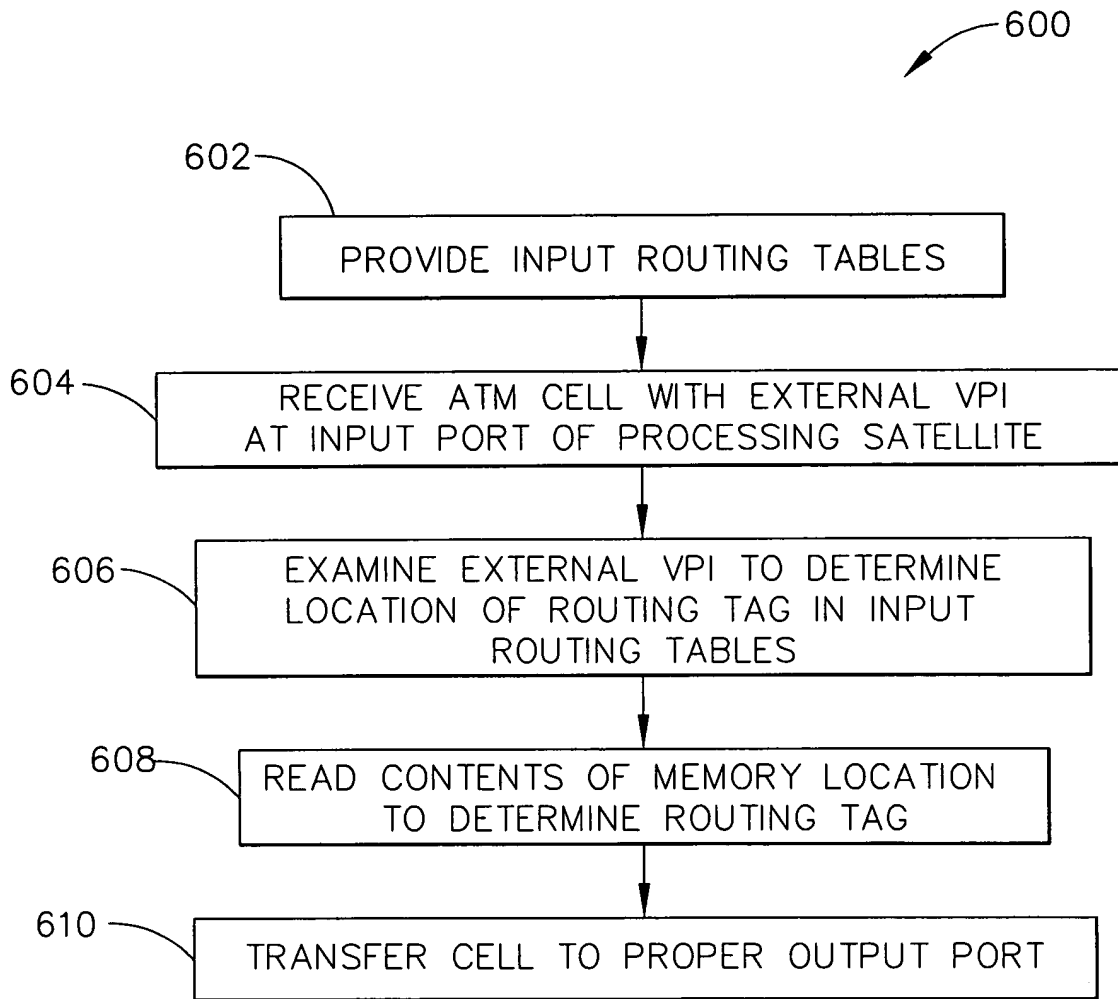 600
602
PROVIDE INPUT ROUTING TABLES
604
RECEIVE ATM CELL WITH EXTERNAL VPI
AT INPUT PORT OF PROCESSING SATELLITE
606
EXAMINE EXTERNAL VPI TO DETERMINE
LOCATION OF ROUTING TAG IN INPUT
ROUTING TABLES
608
READ CONTENTS OF MEMORY LOCATION
TO DETERMINE ROUTING TAG
610
TRANSFER CELL TO PROPER OUTPUT PORT